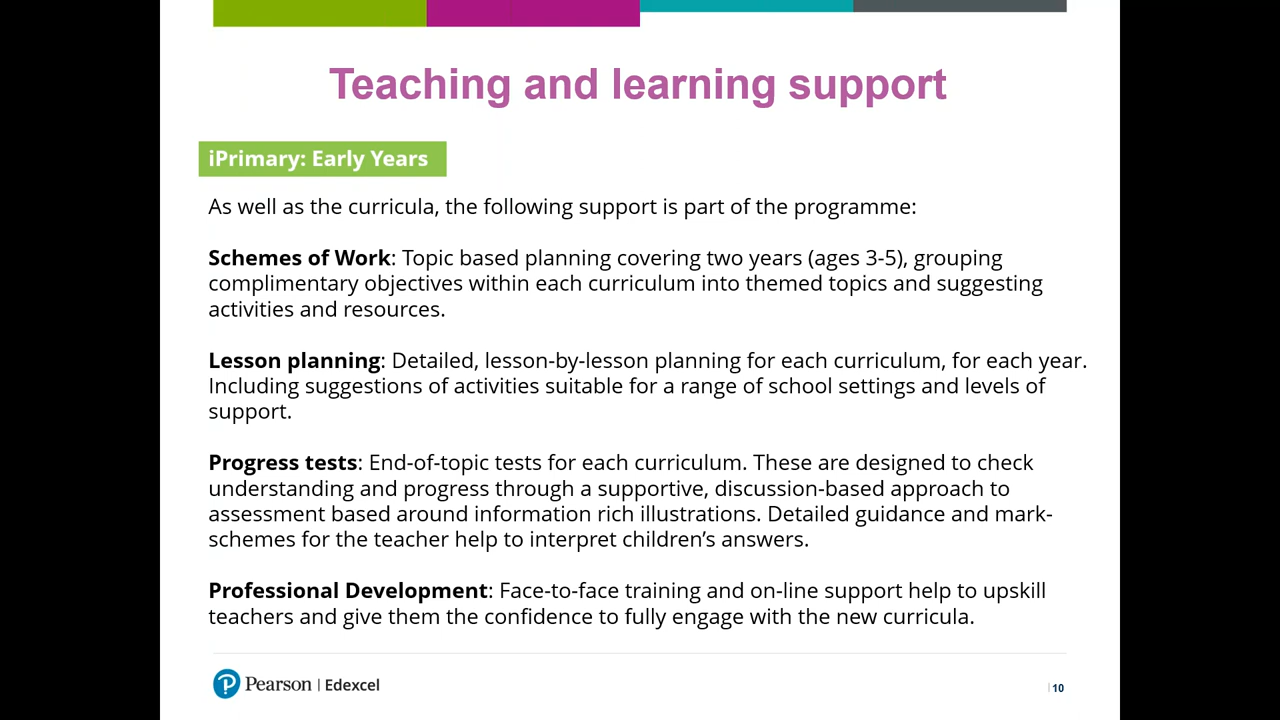 Teaching and learning support
iPrimary: Early Years
As well as the curricula, the following support is part of the programme:
Schemes of Work: Topic based planning covering two years (ages 3-5), grouping
complimentary objectives within each curriculum into themed topics and suggesting
activities and resources.
Lesson planning: Detailed, lesson-by-lesson planning for each curriculum, for each year.
Including suggestions of activities suitable for a range of school settings and levels of
support.
Progress tests: End-of-topic tests for each curriculum. These are designed to check
understanding and progress through a supportive, discussion-based approach to
assessment based around information rich illustrations. Detailed guidance and mark-
schemes for the teacher help to interpret children’s answers.
Professional Development: Face-to-face training and on-line support help to upskill
teachers and give them the confidence to fully engage with the new curricula.
Pearson | Edexcel
10